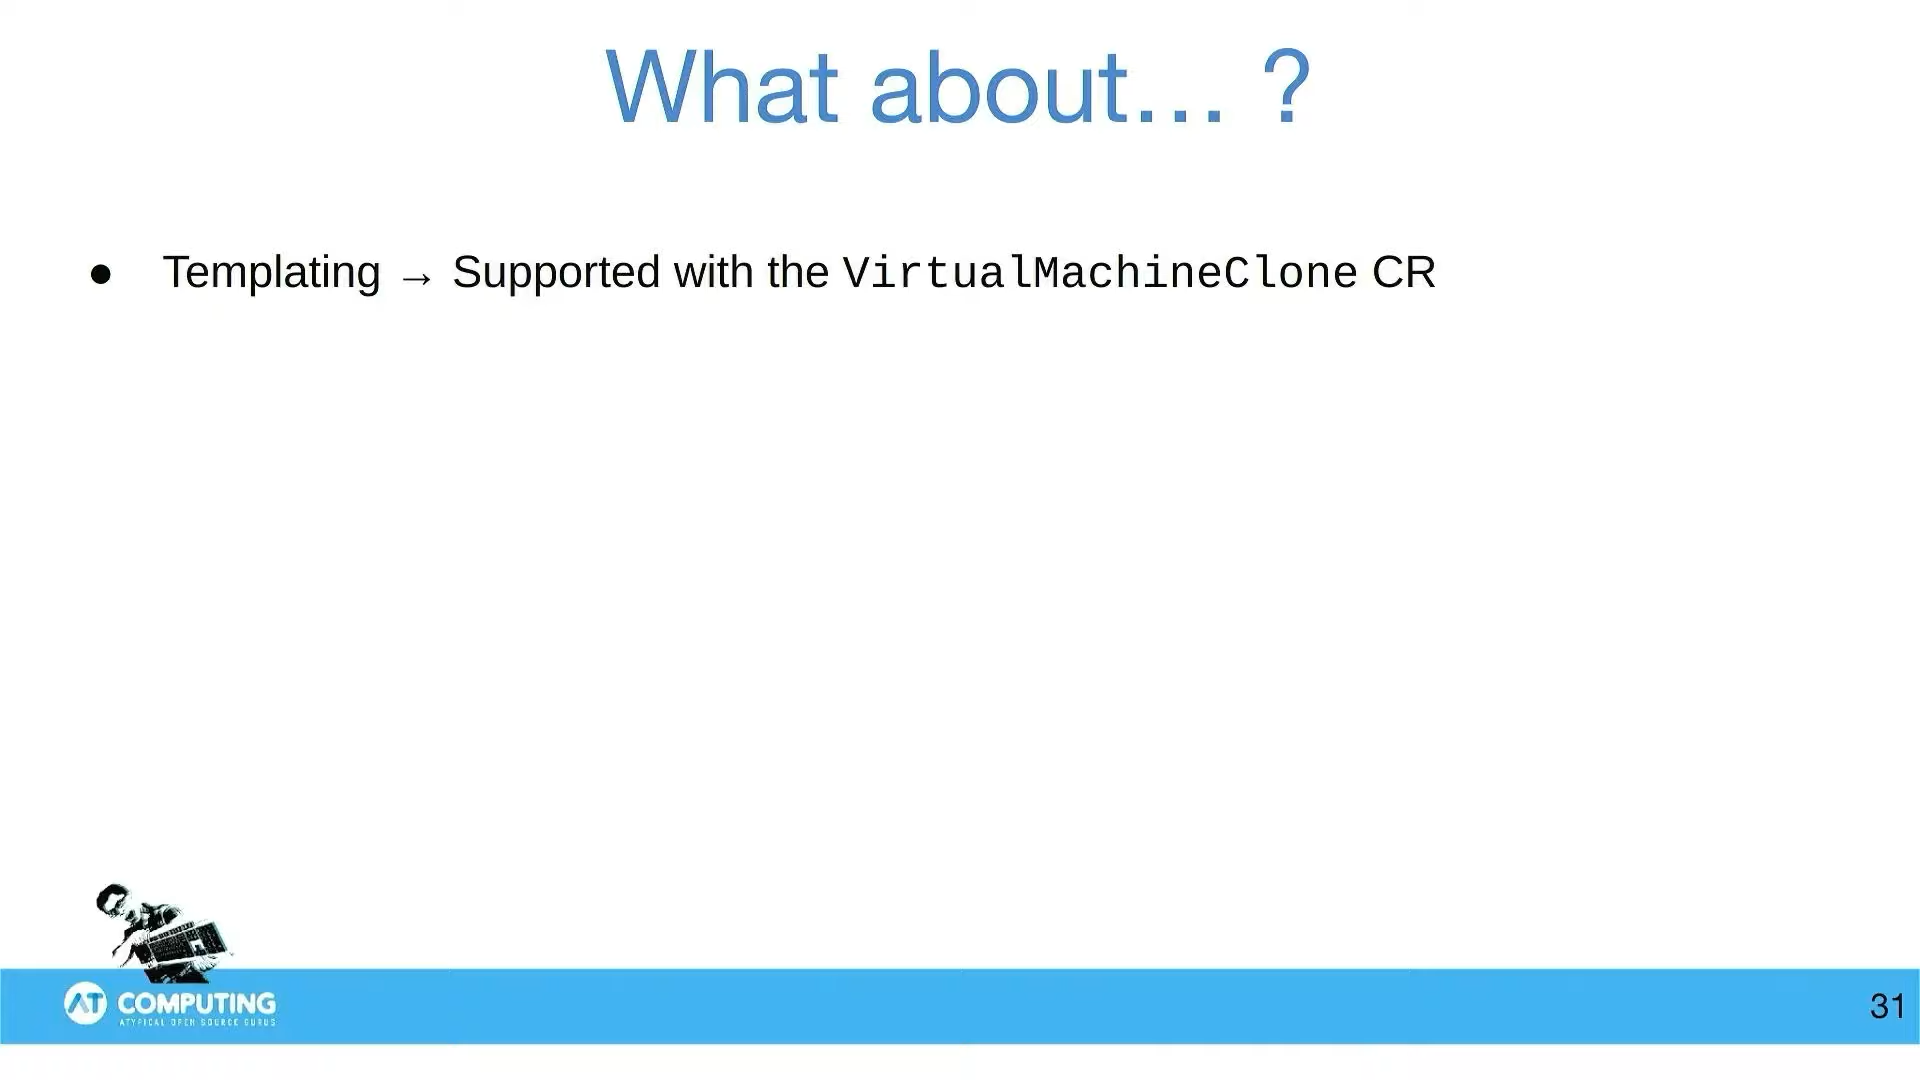 What about… ?
● Templating → Supported with the VirtualMachineClone CR
AT COMPUTING
ATYPICAL OPEN SOURCE GURUS
31